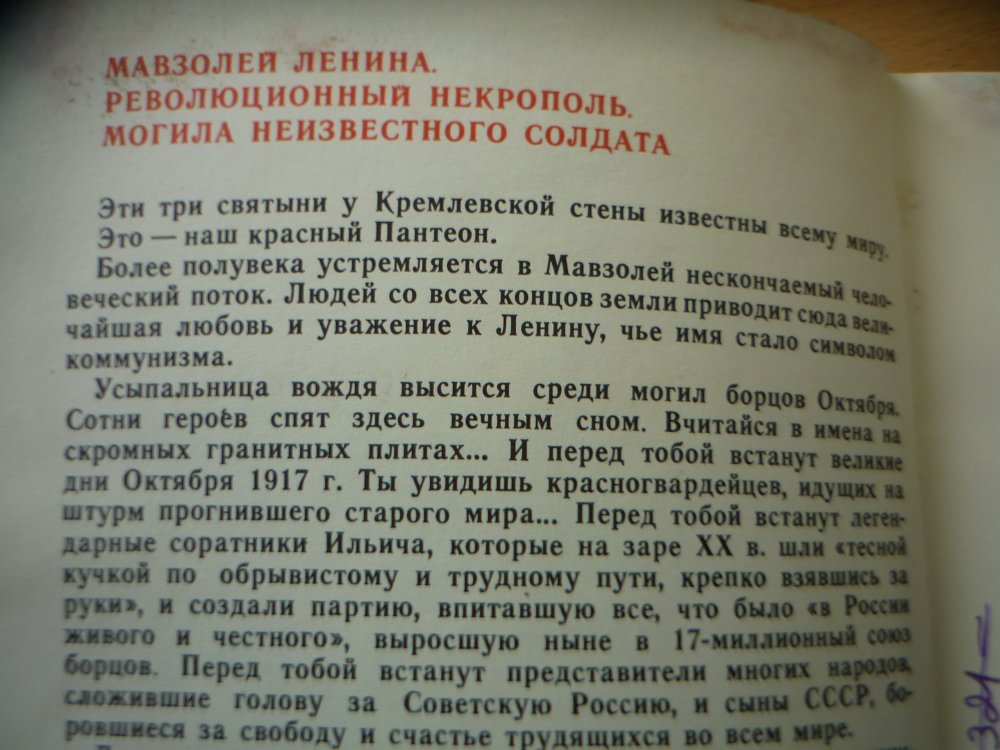 МАВЗОЛЕЙ ЛЕНИНА.
РЕВОЛЮЦИОННЫЙ НЕКРОПОЛЬ.
МОГИЛА НЕИЗВЕСТНОГО СОЛДАТА
Эти три святыни у Кремлевской стены известны всему миру.
Это — наш красный Пантеон.
Более полувека устремляется в Мавзолей нескончаемый чело-
веческий поток. Людей со всех концов земли приводит сюда вели-
чайшая любовь и уважение к Ленину, чье имя стало символом
коммунизма.
Усыпальница вождя высится среди могил борцов Октября.
Сотни героев спят здесь вечным сном. Вчитайся в имена на
скромных гранитных плитах... И перед тобой встанут великие
дни Октября 1917 г. Ты увидишь красногвардейцев, идущих на
штурм прогнившего старого мира... Перед тобой встанут леген-
дарные соратники Ильича, которые на заре XX в. шли «тесной
кучкой по обрывистому и трудному пути, крепко взявшись за
руки», и создали партию, впитавшую все, что было «в России
живого и честного», выросшую ныне в 17-миллионный союз
борцов. Перед тобой встанут представители многих народов,
сложившие голову за Советскую Россию, и сыны СССР, бо-
ровшиеся за свободу и счастье трудящихся во всем мире.
321—